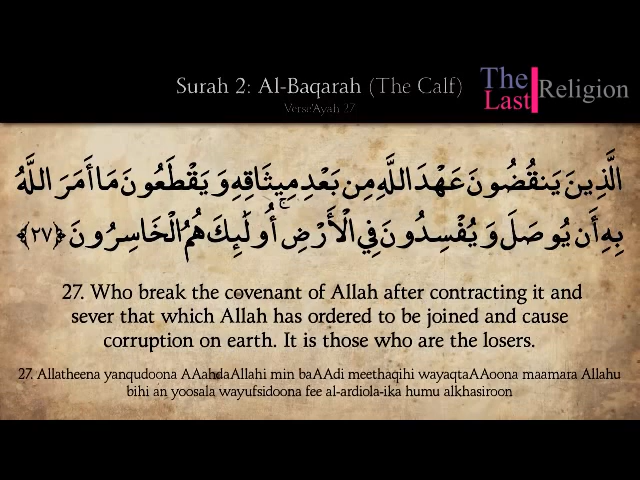 Surah 2: Al-Baqarah (The Calf)
Verse/Ayah 27
The Last Religion
الَّذِينَ يَنقُضُونَ عَهْدَ اللَّهِ مِن بَعْدِ مِيثَاقِهِ وَيَقْطَعُونَ مَا أَمَرَ اللَّهُ
بِهِ أَن يُوصَلَ وَيُفْسِدُونَ فِي الْأَرْضِ ۚ أُولَٰئِكَ هُمُ الْخَاسِرُونَ ﴿٢٧﴾
27. Who break the covenant of Allah after contracting it and
sever that which Allah has ordered to be joined and cause
corruption on earth. It is those who are the losers.
27. Allatheena yanqudoona AAahdaAllahi min baAAdi meethaqihi wayaqtaAAoona maamara Allahu
bihi an yoosala wayufsidoona fee al-ardiola-ika humu alkhasiroon